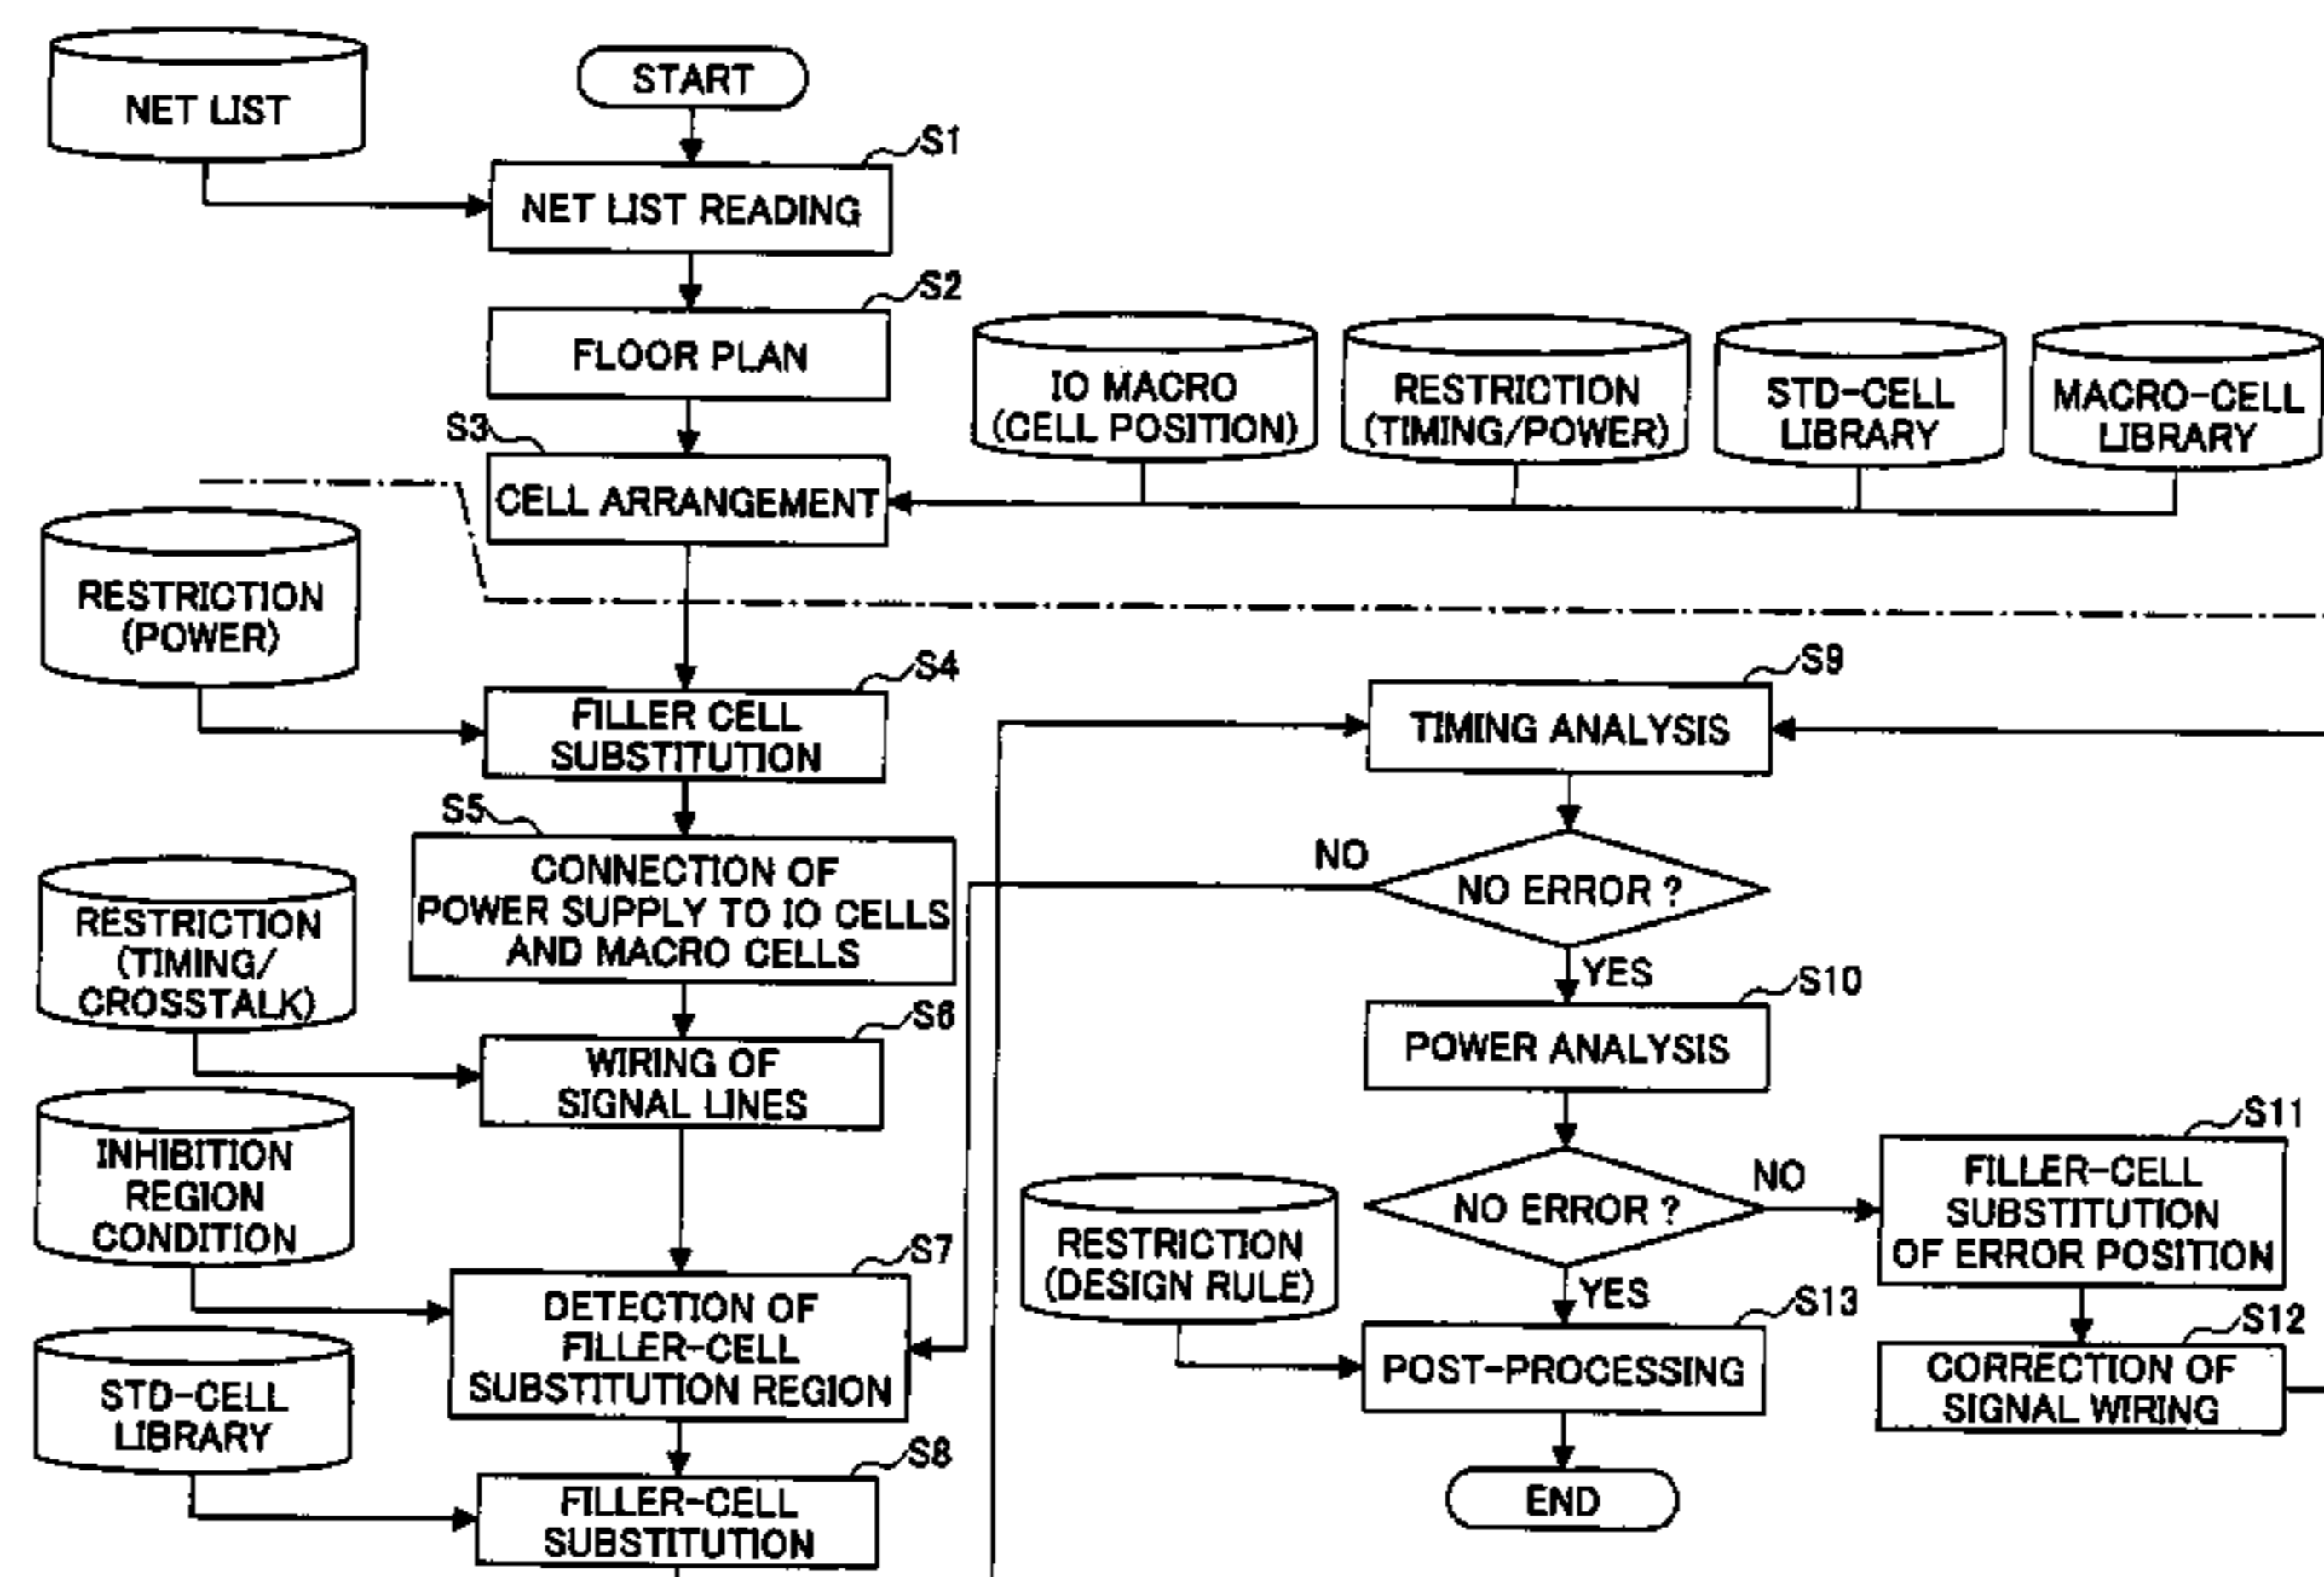 NET LIST
START
S1
NET LIST READING
S2
FLOOR PLAN
S3
CELL ARRANGEMENT
IO MACRO
(CELL POSITION)
RESTRICTION
(TIMING/POWER)
STD-CELL
LIBRARY
MACRO-CELL
LIBRARY
RESTRICTION
(POWER)
S4
FILLER CELL
SUBSTITUTION
S5
CONNECTION OF
POWER SUPPLY TO IO CELLS
AND MACRO CELLS
RESTRICTION
(TIMING/
CROSSTALK)
S6
WIRING OF
SIGNAL LINES
INHIBITION
REGION
CONDITION
S7
DETECTION OF
FILLER-CELL
SUBSTITUTION REGION
STD-CELL
LIBRARY
S8
FILLER-CELL
SUBSTITUTION
S9
TIMING ANALYSIS
NO
NO ERROR ?
YES
S10
POWER ANALYSIS
NO ERROR ?
NO
YES
S11
FILLER-CELL
SUBSTITUTION
OF ERROR POSITION
S12
CORRECTION OF
SIGNAL WIRING
RESTRICTION
(DESIGN RULE)
S13
POST-PROCESSING
END